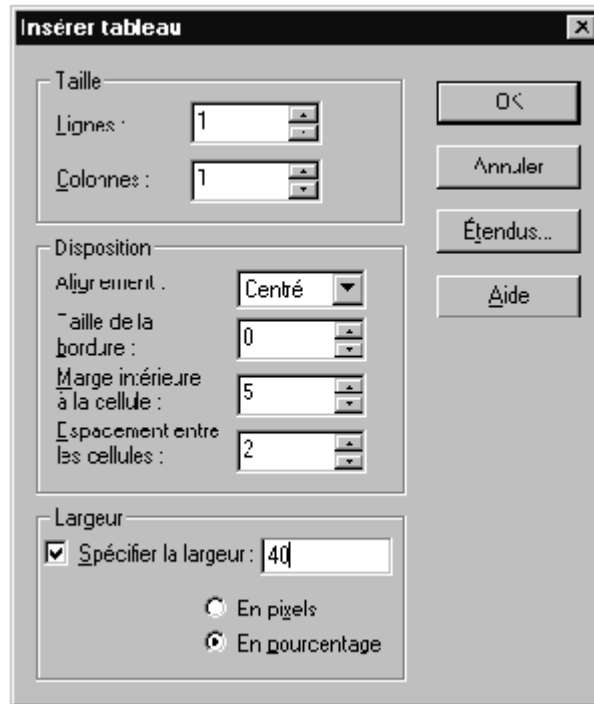 Insérer tableau
Taille
Lignes : 1
Colonnes : 1
Disposition
Alignement : Centré
Taille de la
bordure : 0
Marge intérieure
à la cellule : 5
Espacement entre
les cellules : 2
Largeur
Spécifier la largeur : 40
En pixels
En pourcentage
OK
Annuler
Étendus...
Aide